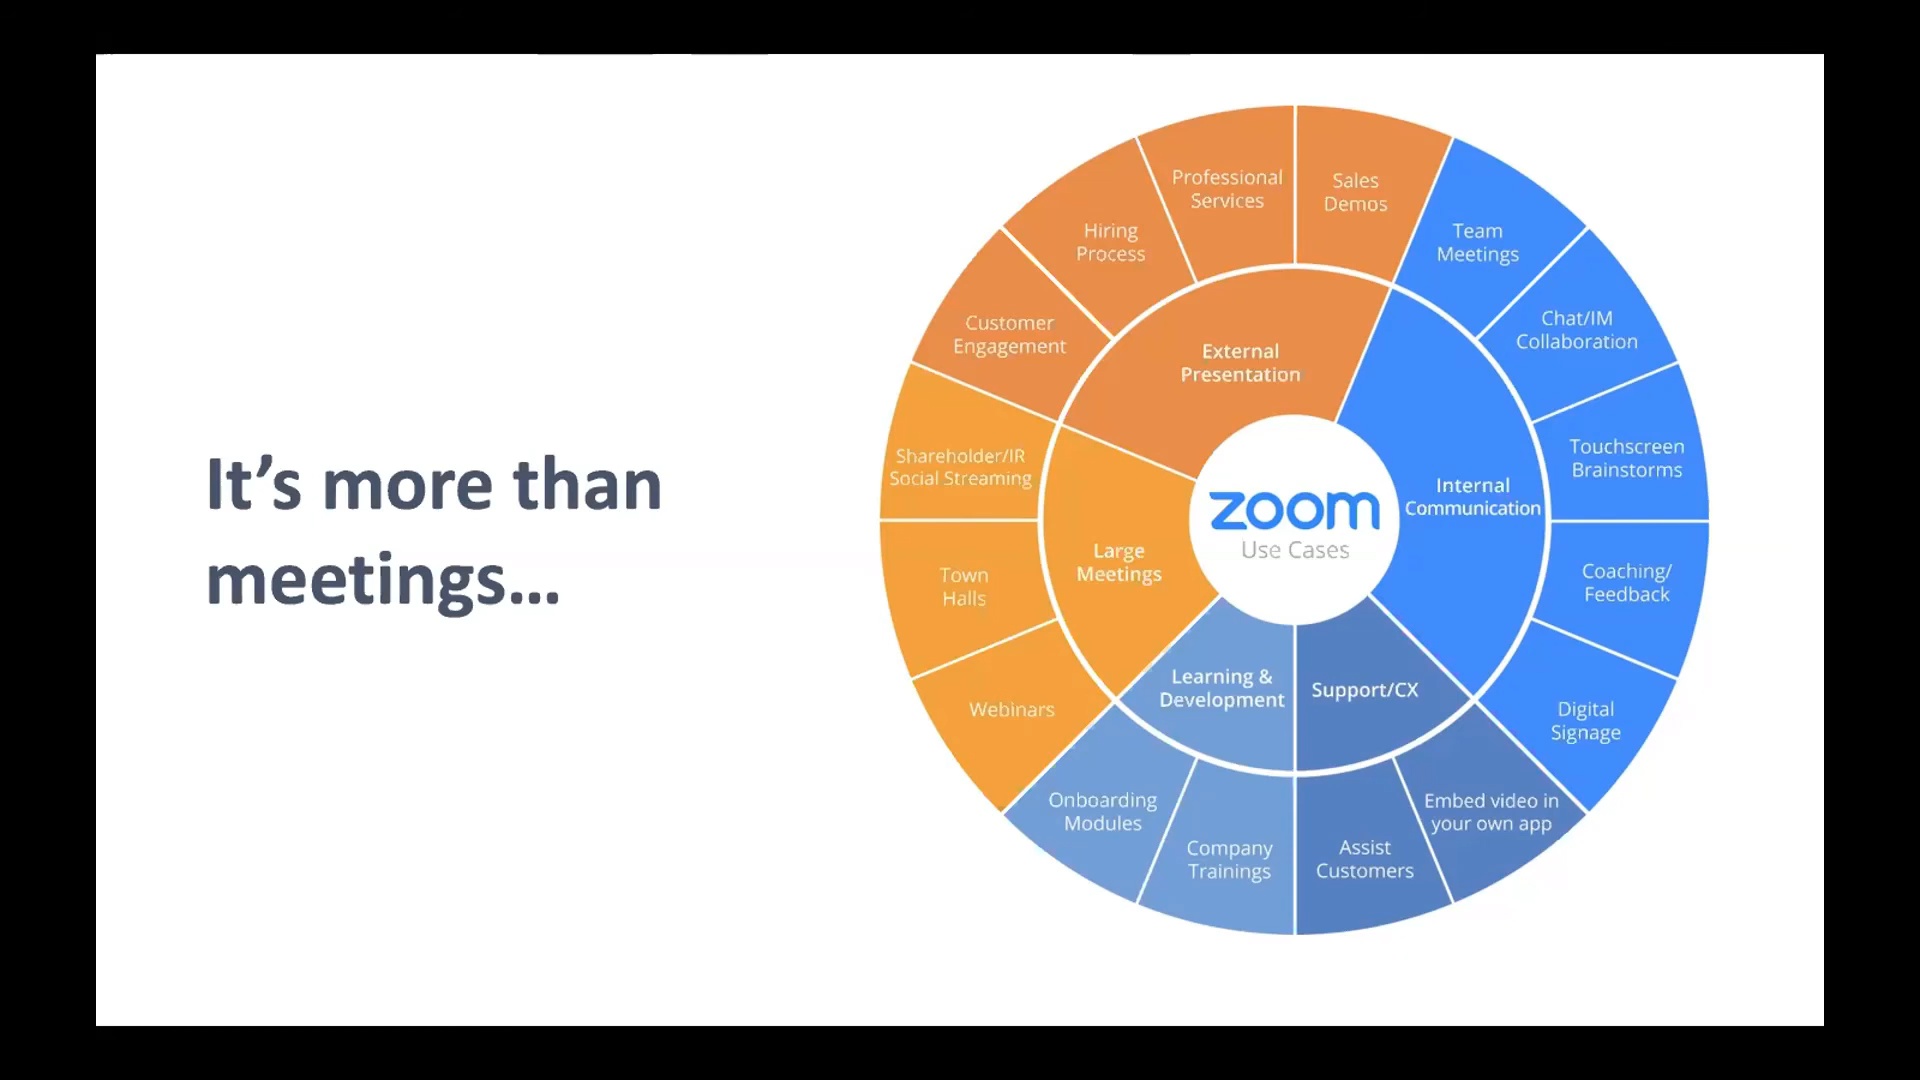 It's more than
meetings...
zoom
Use Cases
External
Presentation
Internal
Communication
Support/CX
Learning &
Development
Large
Meetings
Professional
Services
Sales
Demos
Team
Meetings
Chat/IM
Collaboration
Touchscreen
Brainstorms
Coaching/
Feedback
Digital
Signage
Embed video in
your own app
Assist
Customers
Company
Trainings
Onboarding
Modules
Webinars
Town
Halls
Shareholder/IR
Social Streaming
Customer
Engagement
Hiring
Process